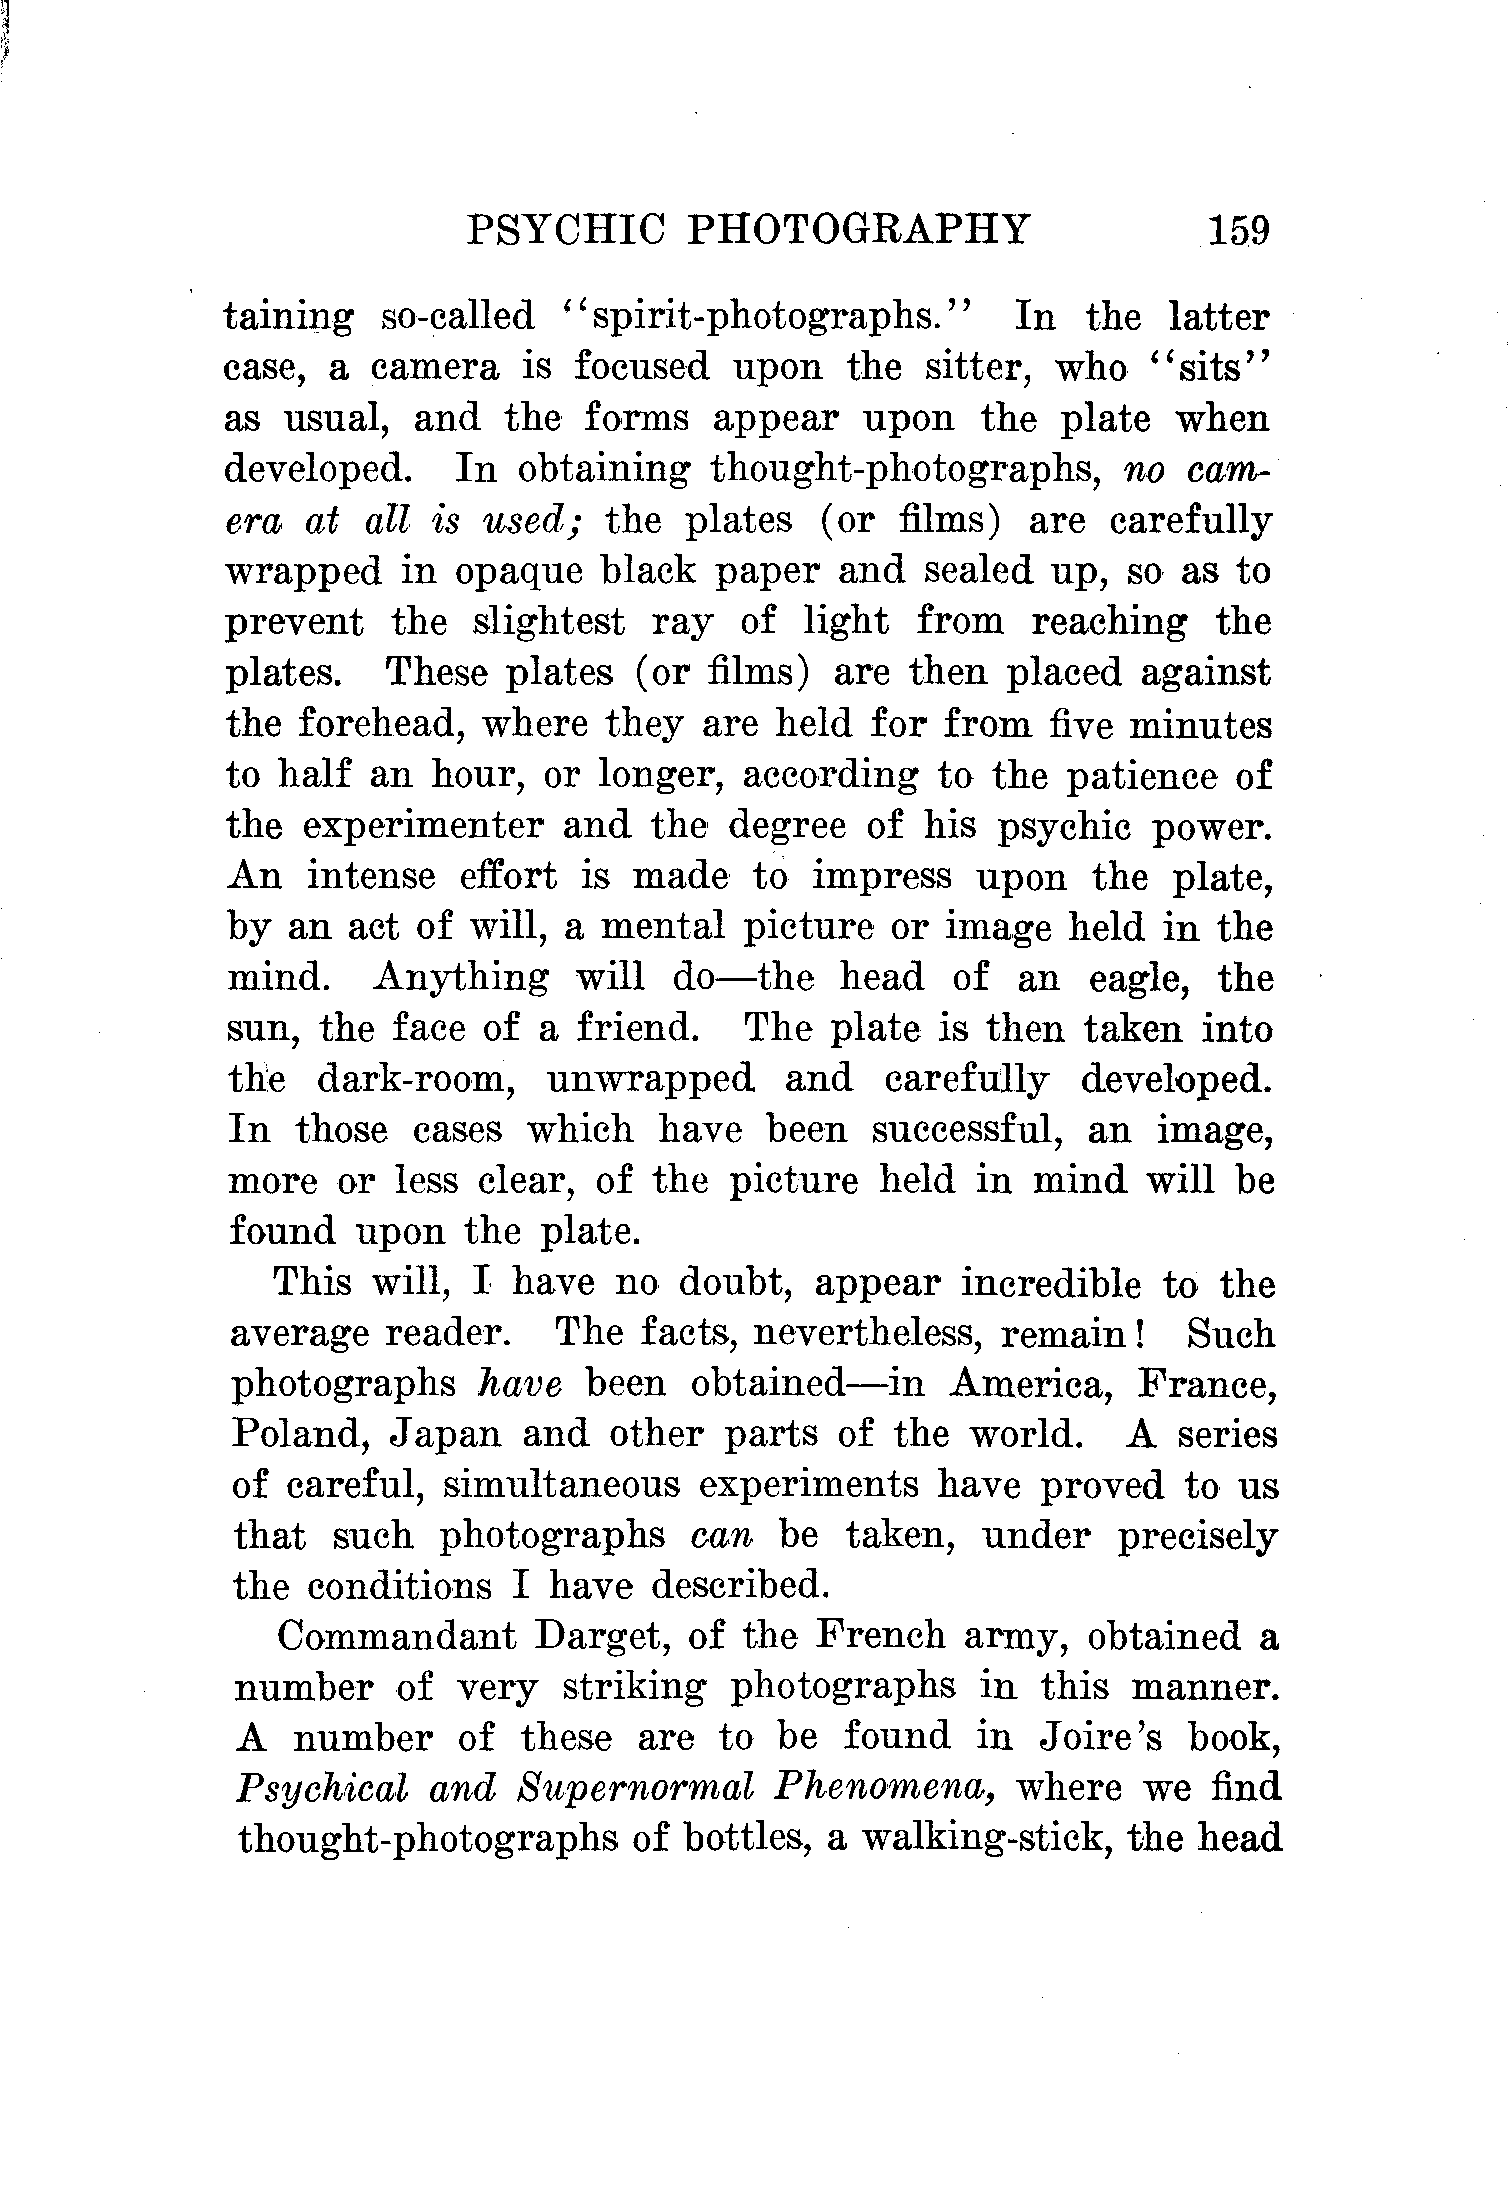 PSYCHIC PHOTOGRAPHY 159
taining so-called “spirit-photographs.” In the latter
case, a camera is focused upon the sitter, who “sits”
as usual, and the forms appear upon the plate when
developed. In obtaining thought-photographs, no cam-
era at all is used; the plates (or films) are carefully
wrapped in opaque black paper and sealed up, so as to
prevent the slightest ray of light from reaching the
plates. These plates (or films) are then placed against
the forehead, where they are held for from five minutes
to half an hour, or longer, according to the patience of
the experimenter and the degree of his psychic power.
An intense effort is made to impress upon the plate,
by an act of will, a mental picture or image held in the
mind. Anything will do—the head of an eagle, the
sun, the face of a friend. The plate is then taken into
the dark-room, unwrapped and carefully developed.
In those cases which have been successful, an image,
more or less clear, of the picture held in mind will be
found upon the plate.
This will, I have no doubt, appear incredible to the
average reader. The facts, nevertheless, remain! Such
photographs have been obtained—in America, France,
Poland, Japan and other parts of the world. A series
of careful, simultaneous experiments have proved to us
that such photographs can be taken, under precisely
the conditions I have described.
Commandant Darget, of the French army, obtained a
number of very striking photographs in this manner.
A number of these are to be found in Joire’s book,
Psychical and Supernormal Phenomena, where we find
thought-photographs of bottles, a walking-stick, the head